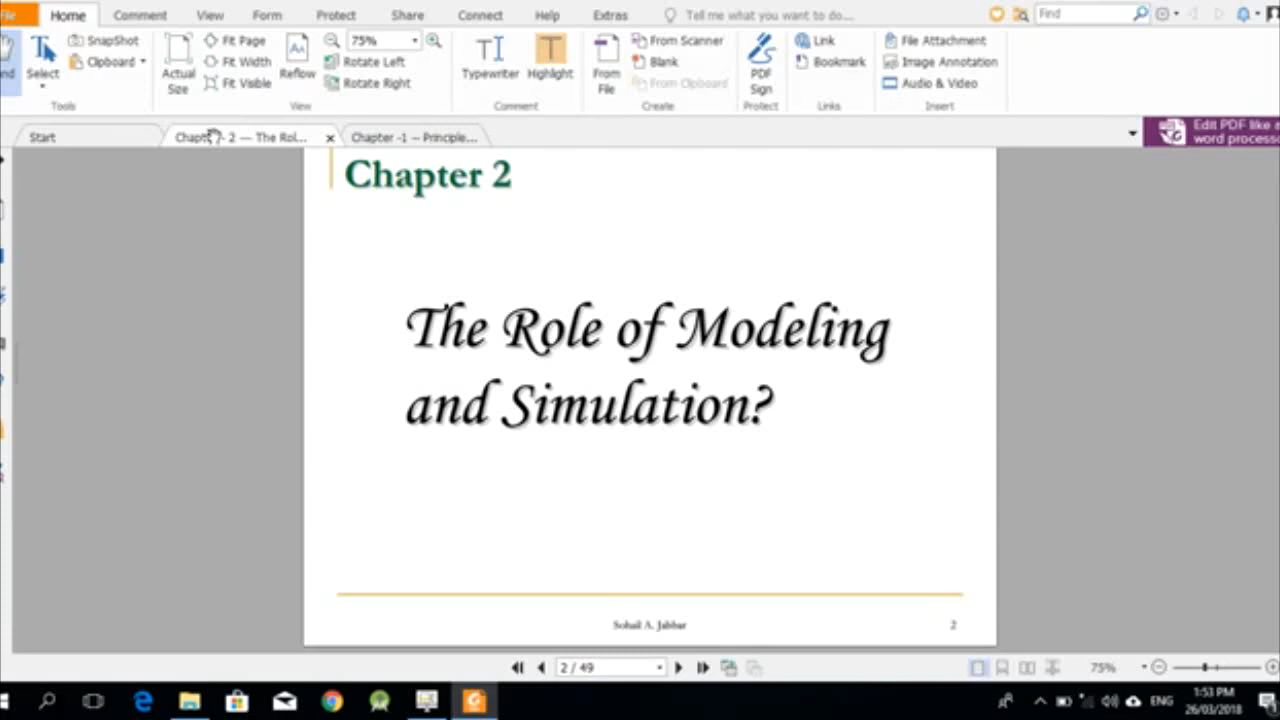 File Home Comment View Form Protect Share Connect Help Extras Tell me what you want to do... Find
SnapShot Fit Page 75% From Scanner Link File Attachment
Select Clipboard Actual Size Fit Width Reflow Rotate Left Typewriter Highlight From File Blank PDF Sign Bookmark Image Annotation
Fit Visible Rotate Right From Clipboard Audio & Video
Tools View Comment Create Protect Links Insert
Start 2 — The Rol... Chapter -1 -- Principle...
Edit PDF like
word
Chapter 2
The Role of Modeling
and Simulation?
Sohail A. Jabbar 2
2 / 49 75%
ENG 1:53 PM
26/03/2018